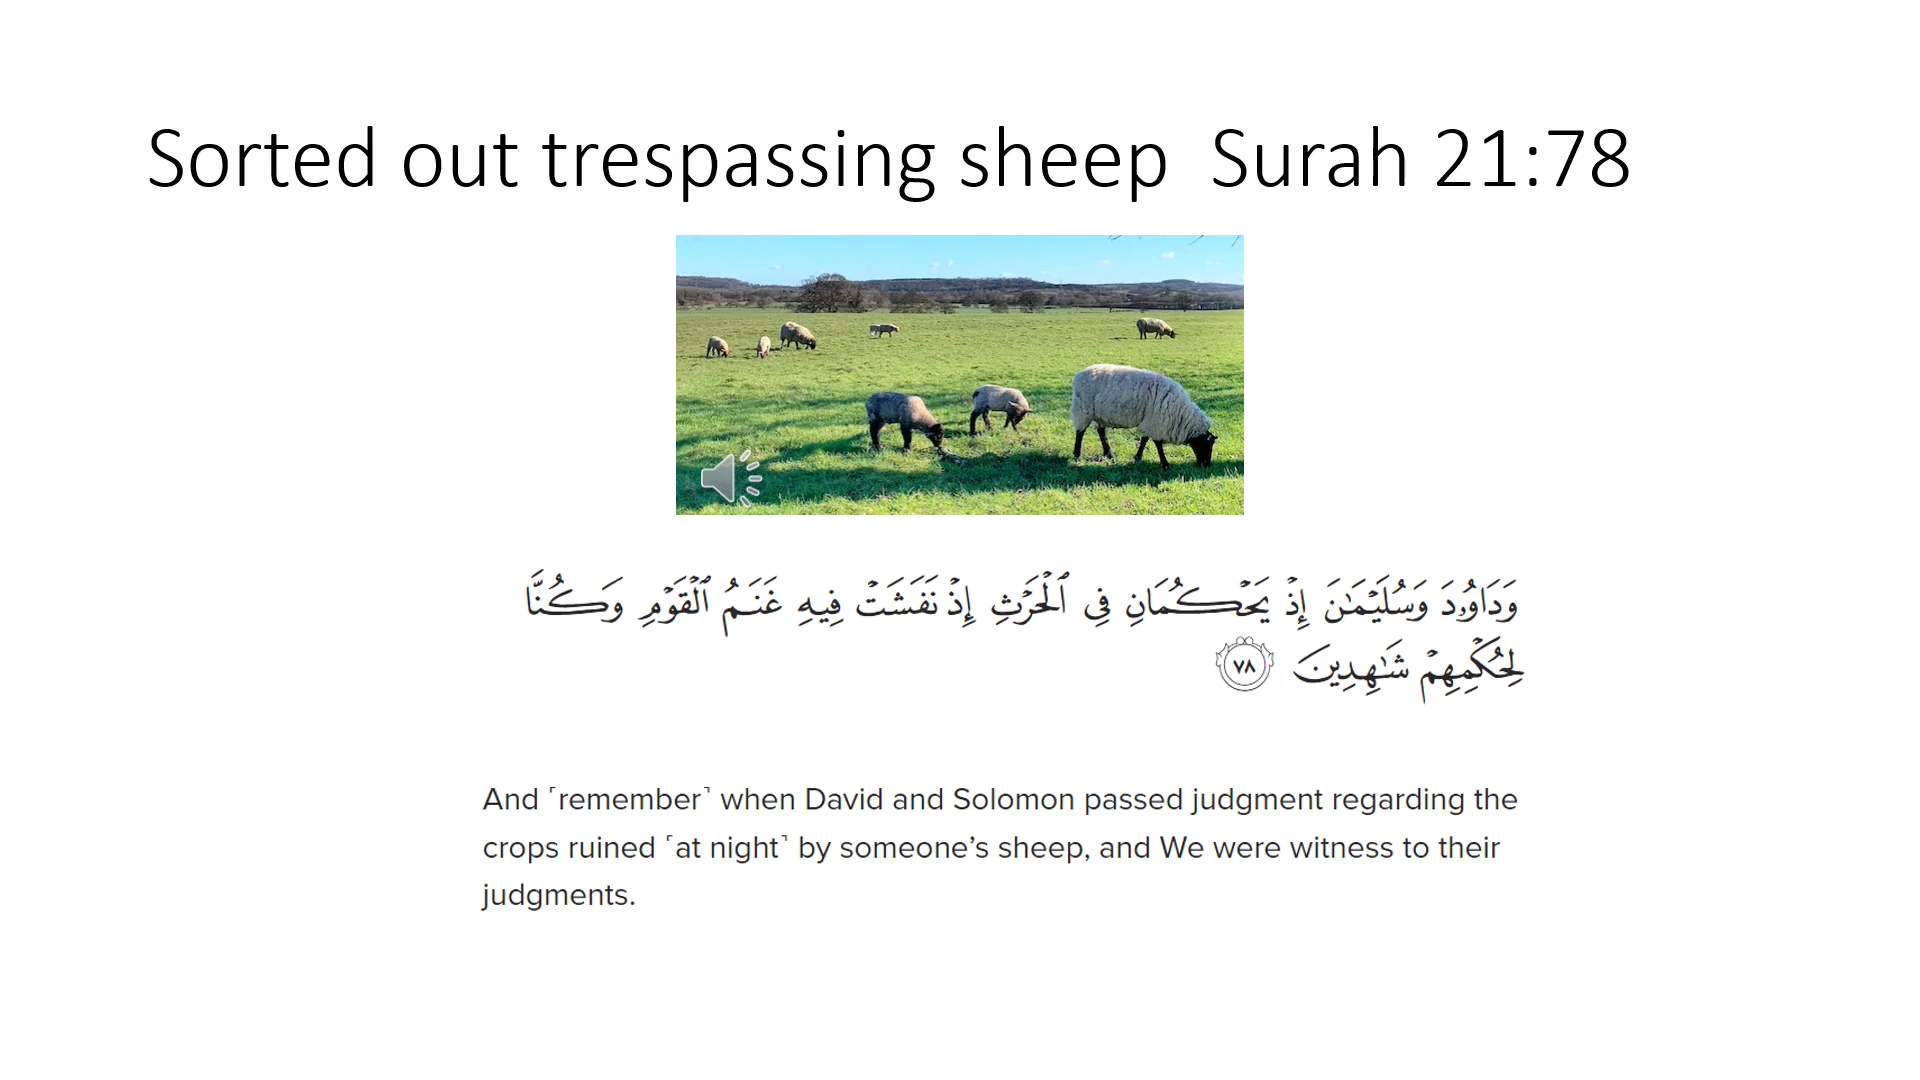 Sorted out trespassing sheep  Surah 21:78
وَدَاوُۥدَ وَسُلَيْمَـٰنَ إِذْ يَحْكُمَانِ فِى ٱلْحَرْثِ إِذْ نَفَشَتْ فِيهِ غَنَمُ ٱلْقَوْمِ وَكُنَّا
لِحُكْمِهِمْ شَـٰهِدِينَ ٧٨
And ˹remember˺ when David and Solomon passed judgment regarding the
crops ruined ˹at night˺ by someone’s sheep, and We were witness to their
judgments.